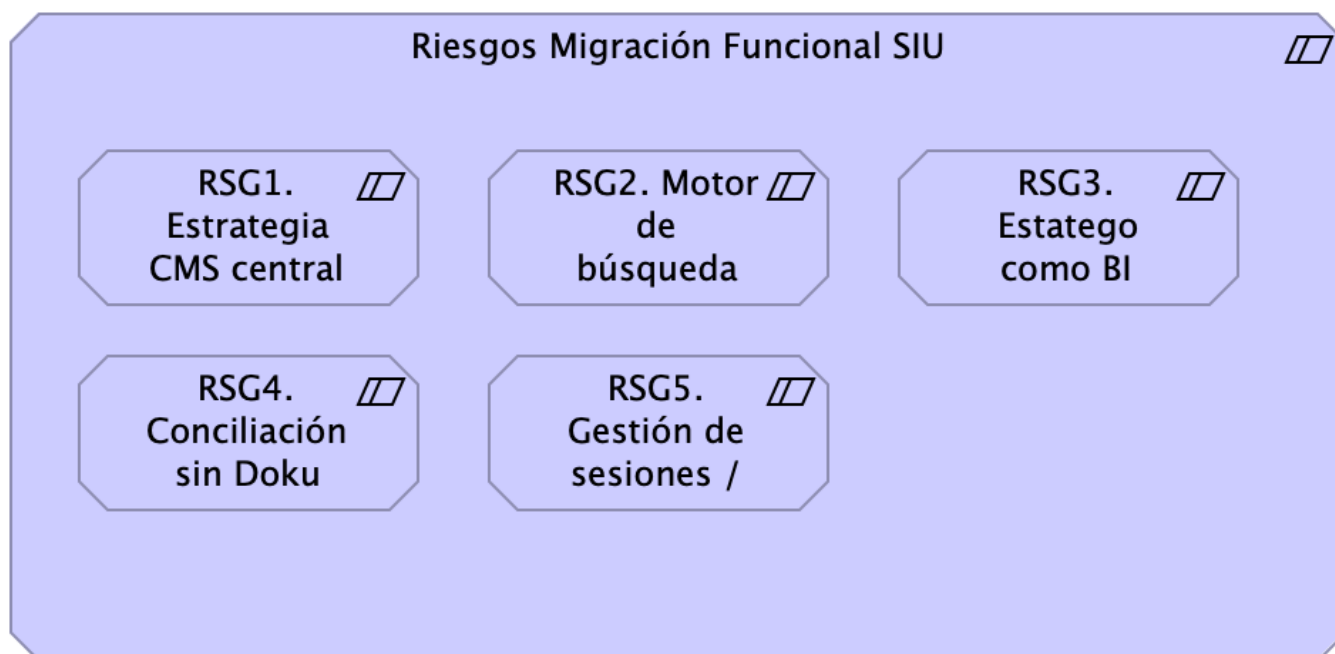 Riesgos Migración Funcional SIU
RSG1.
Estrategia
CMS central
RSG2. Motor
de
búsqueda
RSG3.
Estatego
como BI
RSG4.
Conciliación
sin Doku
RSG5.
Gestión de
sesiones /